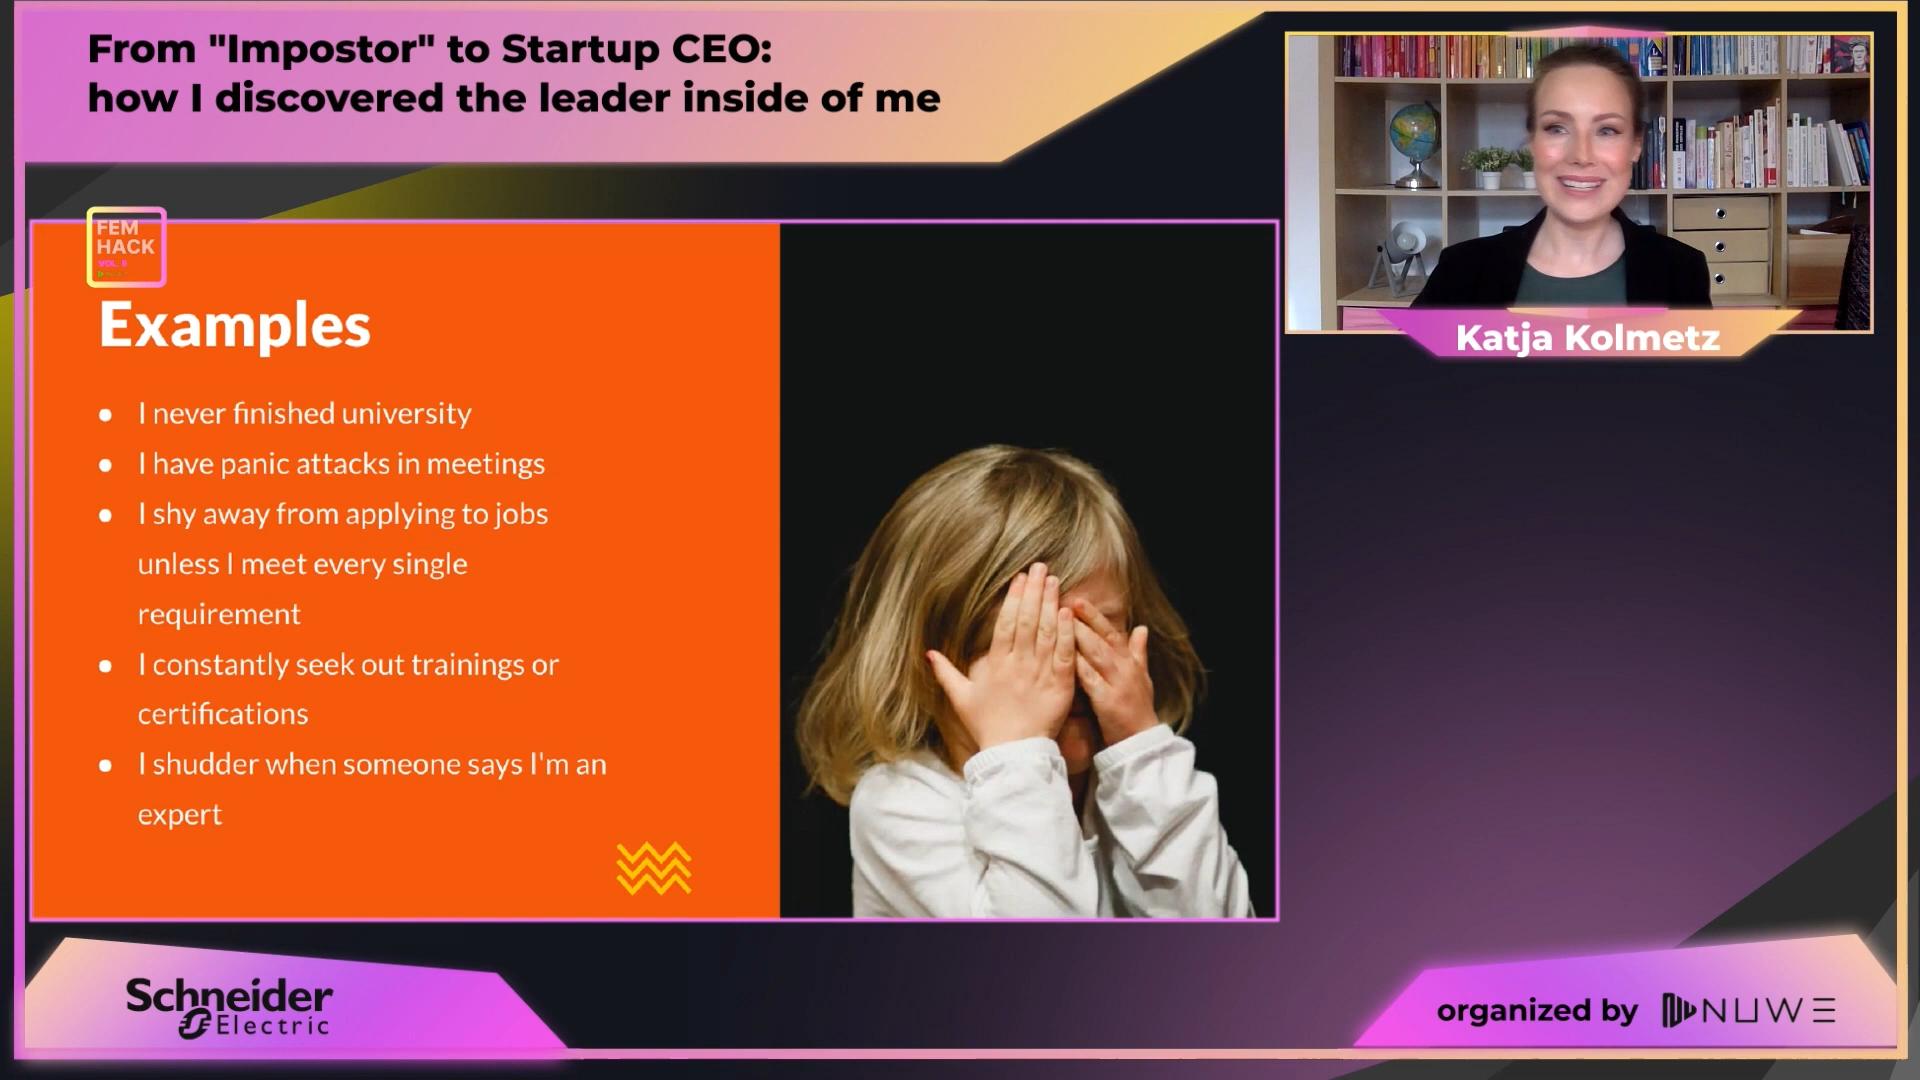 From "Impostor" to Startup CEO:
how I discovered the leader inside of me
Katja Kolmetz
FEM
HACK
Examples
• I never finished university
• I have panic attacks in meetings
• I shy away from applying to jobs
unless I meet every single
requirement
• I constantly seek out trainings or
certifications
• I shudder when someone says I'm an
expert
Schneider
Electric
organized by NUWE